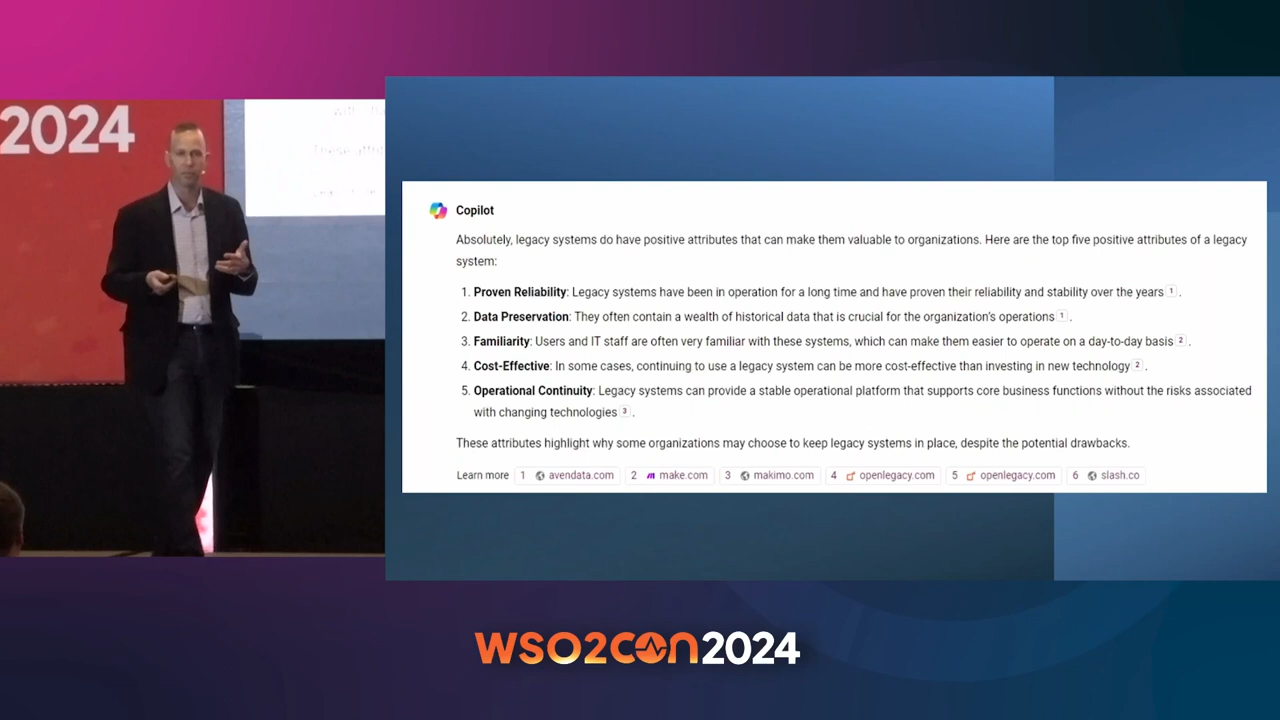 2024
These
Copilot
Absolutely, legacy systems do have positive attributes that can make them valuable to organizations. Here are the top five positive attributes of a legacy
system:
1. Proven Reliability: Legacy systems have been in operation for a long time and have proven their reliability and stability over the years 1 .
2. Data Preservation: They often contain a wealth of historical data that is crucial for the organization's operations 1 .
3. Familiarity: Users and IT staff are often very familiar with these systems, which can make them easier to operate on a day-to-day basis 2 .
4. Cost-Effective: In some cases, continuing to use a legacy system can be more cost-effective than investing in new technology 2 .
5. Operational Continuity: Legacy systems can provide a stable operational platform that supports core business functions without the risks associated
with changing technologies 3 .
These attributes highlight why some organizations may choose to keep legacy systems in place, despite the potential drawbacks.
Learn more 1 avendata.com 2 make.com 3 makimo.com 4 openlegacy.com 5 openlegacy.com 6 slash.co
WSO2CON2024